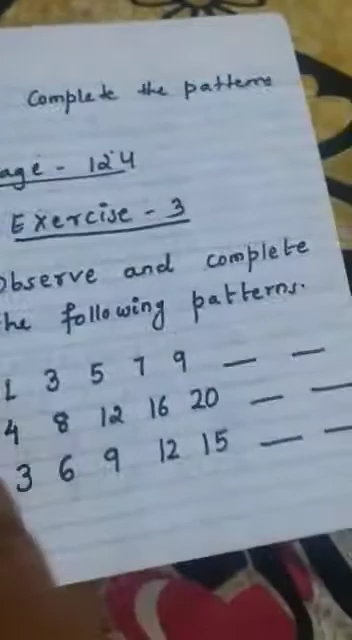 Complete the patterns
age - 124
Exercise - 3
Observe and complete
the following patterns.
1 3 5 7 9 — —
4 8 12 16 20 — —
3 6 9 12 15 — —